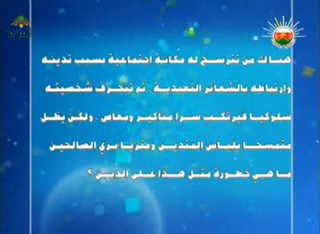 هناك من تترسخ له مكانة اجتماعية بسبب تدينه
وارتباطه بالشعائر التعبدية . ثم تنحرف شخصيته
سلوكيا فيرتكب سرا مناكير ومعاص . ولكن يظل
متمسحا بلباس المتدين ومتزيا بزي الصالحين
ما هي خطورة مثل هذا على الدين ؟